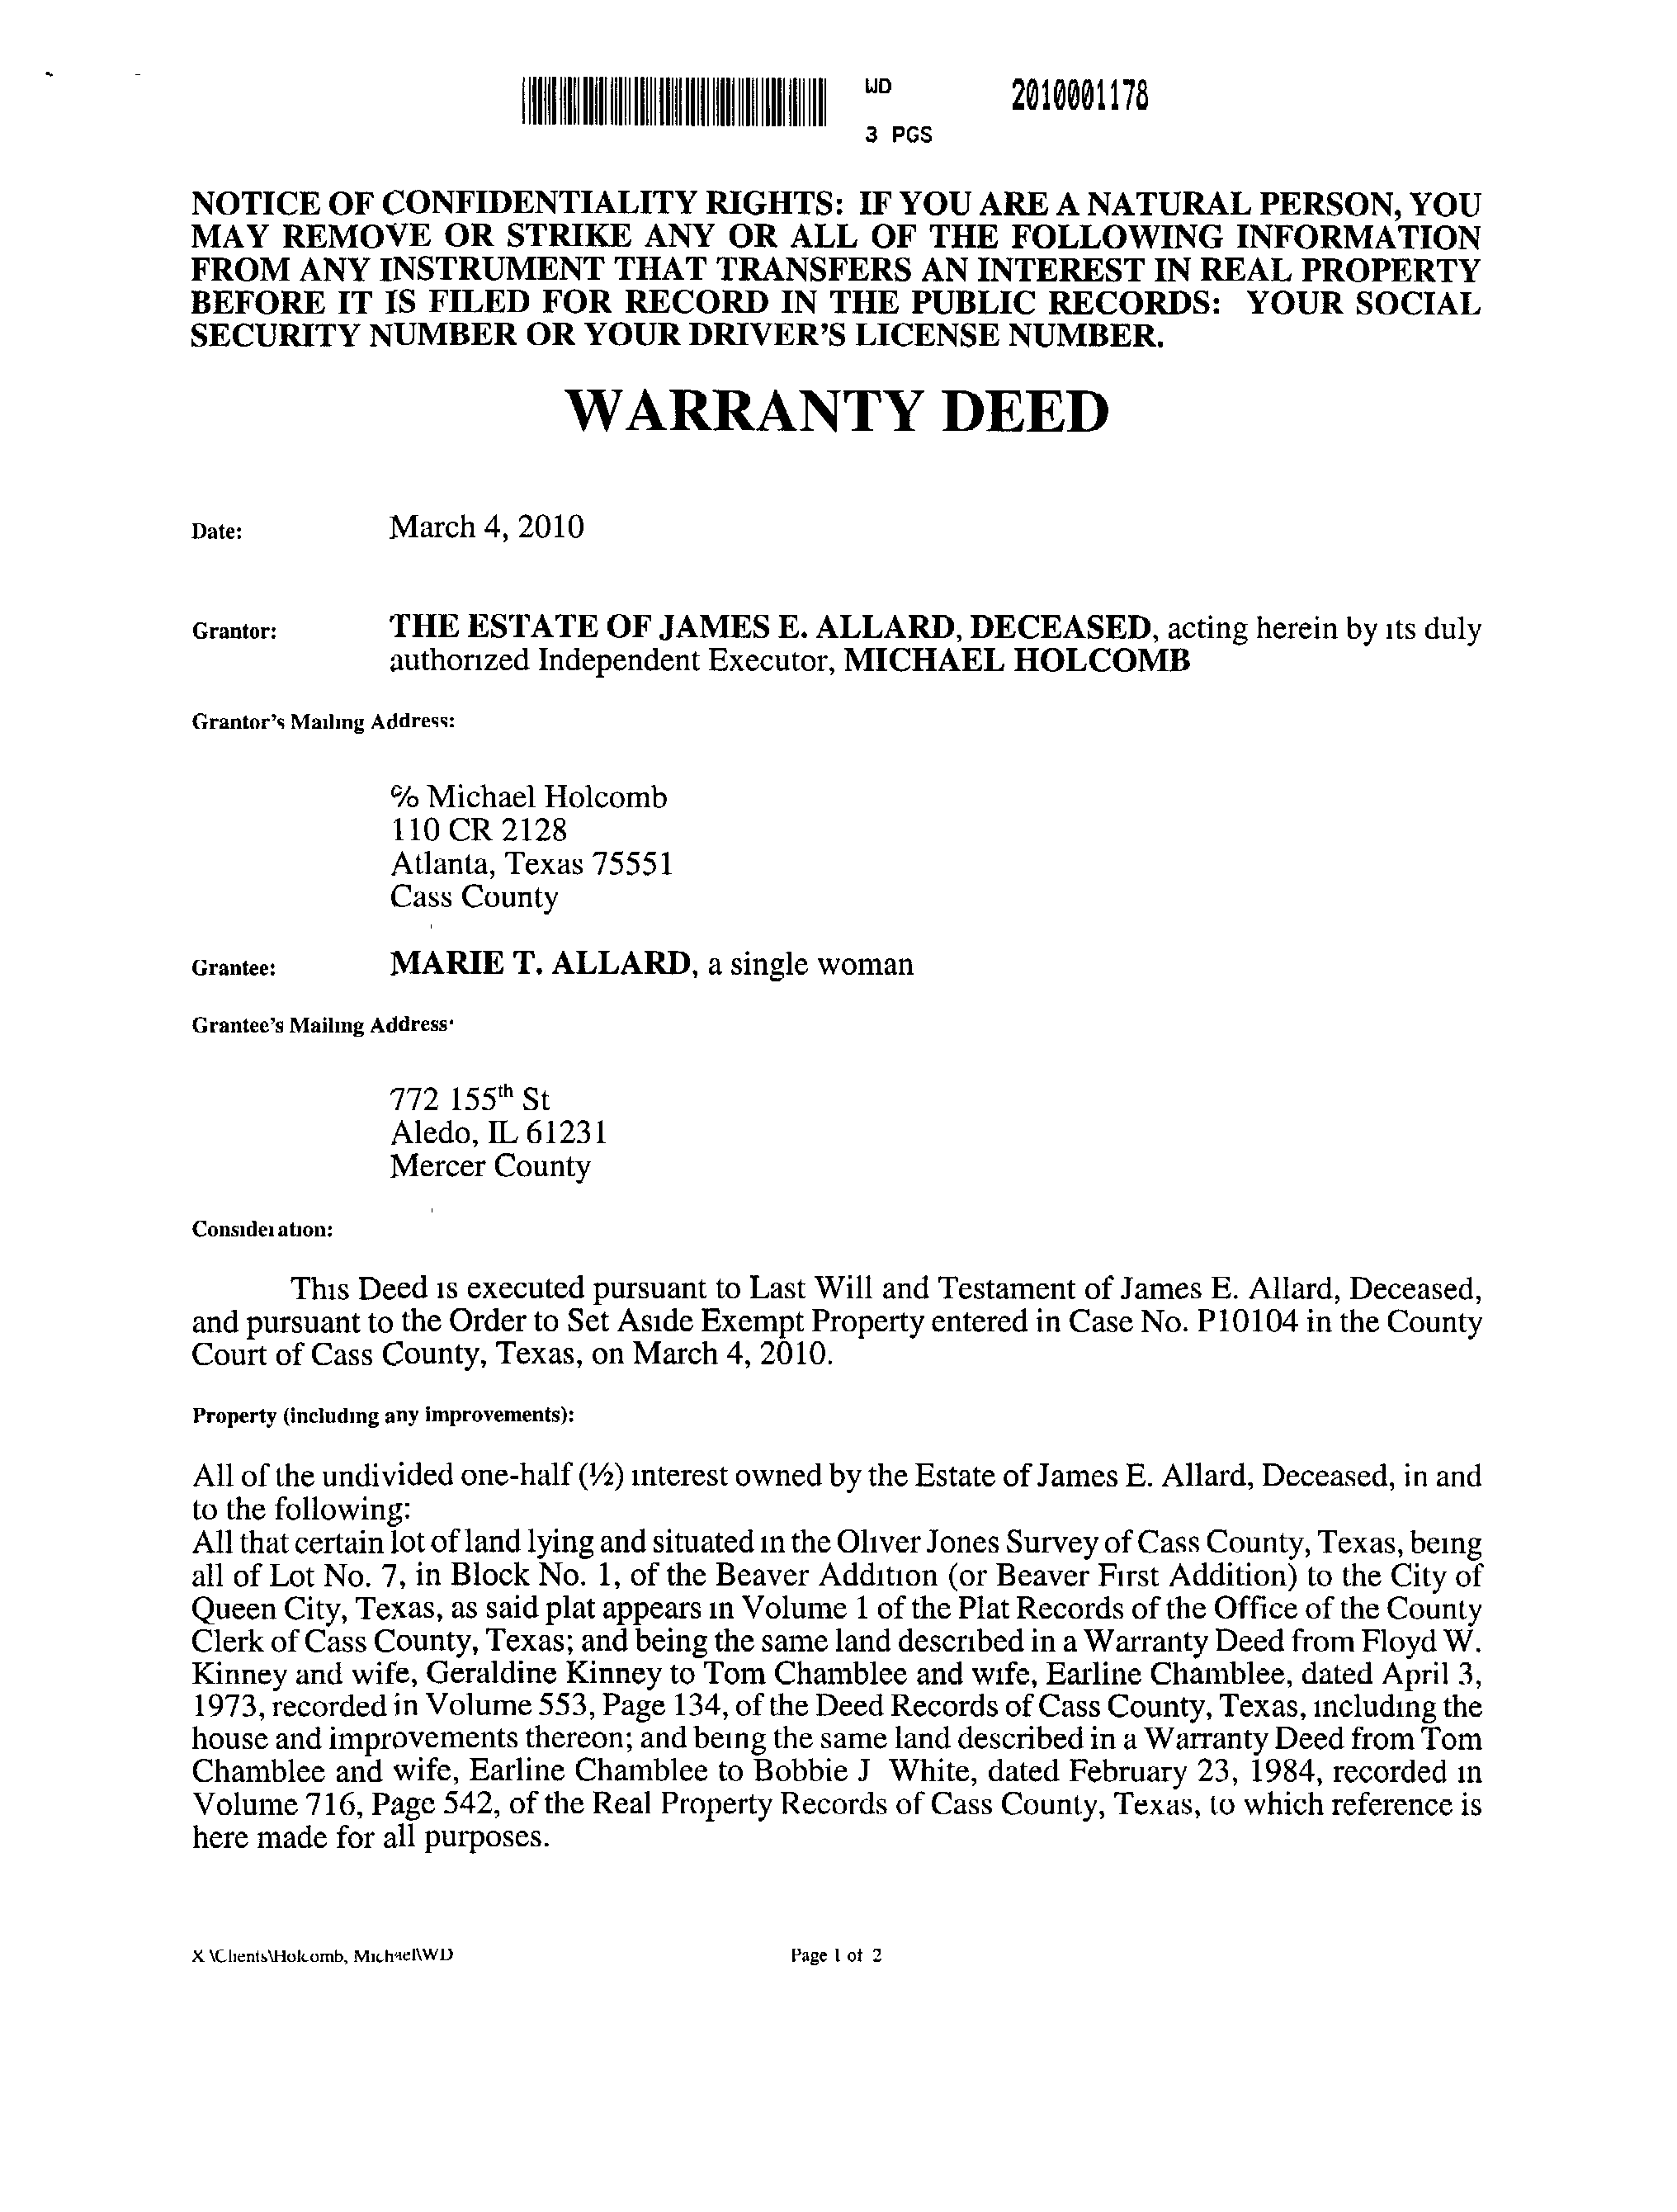 WD 2010001178
3 PGS
NOTICE OF CONFIDENTIALITY RIGHTS: IF YOU ARE A NATURAL PERSON, YOU
MAY REMOVE OR STRIKE ANY OR ALL OF THE FOLLOWING INFORMATION
FROM ANY INSTRUMENT THAT TRANSFERS AN INTEREST IN REAL PROPERTY
BEFORE IT IS FILED FOR RECORD IN THE PUBLIC RECORDS: YOUR SOCIAL
SECURITY NUMBER OR YOUR DRIVER'S LICENSE NUMBER.
WARRANTY DEED
Date: March 4, 2010
Grantor: THE ESTATE OF JAMES E. ALLARD, DECEASED, acting herein by its duly
authorized Independent Executor, MICHAEL HOLCOMB
Grantor's Mailing Address:
℅ Michael Holcomb
110 CR 2128
Atlanta, Texas 75551
Cass County
Grantee: MARIE T. ALLARD, a single woman
Grantee's Mailing Address:
772 155th St
Aledo, IL 61231
Mercer County
Consideration:
This Deed is executed pursuant to Last Will and Testament of James E. Allard, Deceased,
and pursuant to the Order to Set Aside Exempt Property entered in Case No. P10104 in the County
Court of Cass County, Texas, on March 4, 2010.
Property (including any improvements):
All of the undivided one-half (½) interest owned by the Estate of James E. Allard, Deceased, in and
to the following:
All that certain lot of land lying and situated in the Oliver Jones Survey of Cass County, Texas, being
all of Lot No. 7, in Block No. 1, of the Beaver Addition (or Beaver First Addition) to the City of
Queen City, Texas, as said plat appears in Volume 1 of the Plat Records of the Office of the County
Clerk of Cass County, Texas; and being the same land described in a Warranty Deed from Floyd W.
Kinney and wife, Geraldine Kinney to Tom Chamblee and wife, Earline Chamblee, dated April 3,
1973, recorded in Volume 553, Page 134, of the Deed Records of Cass County, Texas, including the
house and improvements thereon; and being the same land described in a Warranty Deed from Tom
Chamblee and wife, Earline Chamblee to Bobbie J White, dated February 23, 1984, recorded in
Volume 716, Page 542, of the Real Property Records of Cass County, Texas, to which reference is
here made for all purposes.
X \Clients\Holcomb, Michael\WD Page 1 of 2